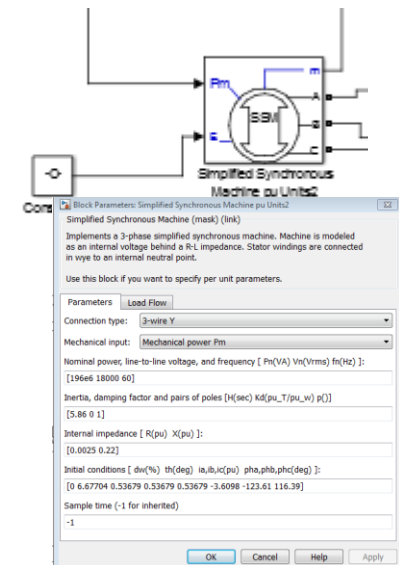 m
Pm
A
SSM
B
E
C
-C-
Simplified Synchronous
Machine pu Units2
Block Parameters: Simplified Synchronous Machine pu Units2
Simplified Synchronous Machine (mask) (link)
Implements a 3-phase simplified synchronous machine. Machine is modeled
as an internal voltage behind a R-L impedance. Stator windings are connected
in wye to an internal neutral point.
Use this block if you want to specify per unit parameters.
Parameters Load Flow
Connection type: 3-wire Y
Mechanical input: Mechanical power Pm
Nominal power, line-to-line voltage, and frequency [ Pn(VA) Vn(Vrms) fn(Hz) ]:
[196e6 18000 60]
Inertia, damping factor and pairs of poles [H(sec) Kd(pu_T/pu_w) p()]
[5.86 0 1]
Internal impedance [ R(pu) X(pu) ]:
[0.0025 0.22]
Initial conditions [ dw(%) th(deg) ia,ib,ic(pu) pha,phb,phc(deg) ]:
[0 6.67704 0.53679 0.53679 0.53679 -3.6098 -123.61 116.39]
Sample time (-1 for inherited)
-1
OK Cancel Help Apply